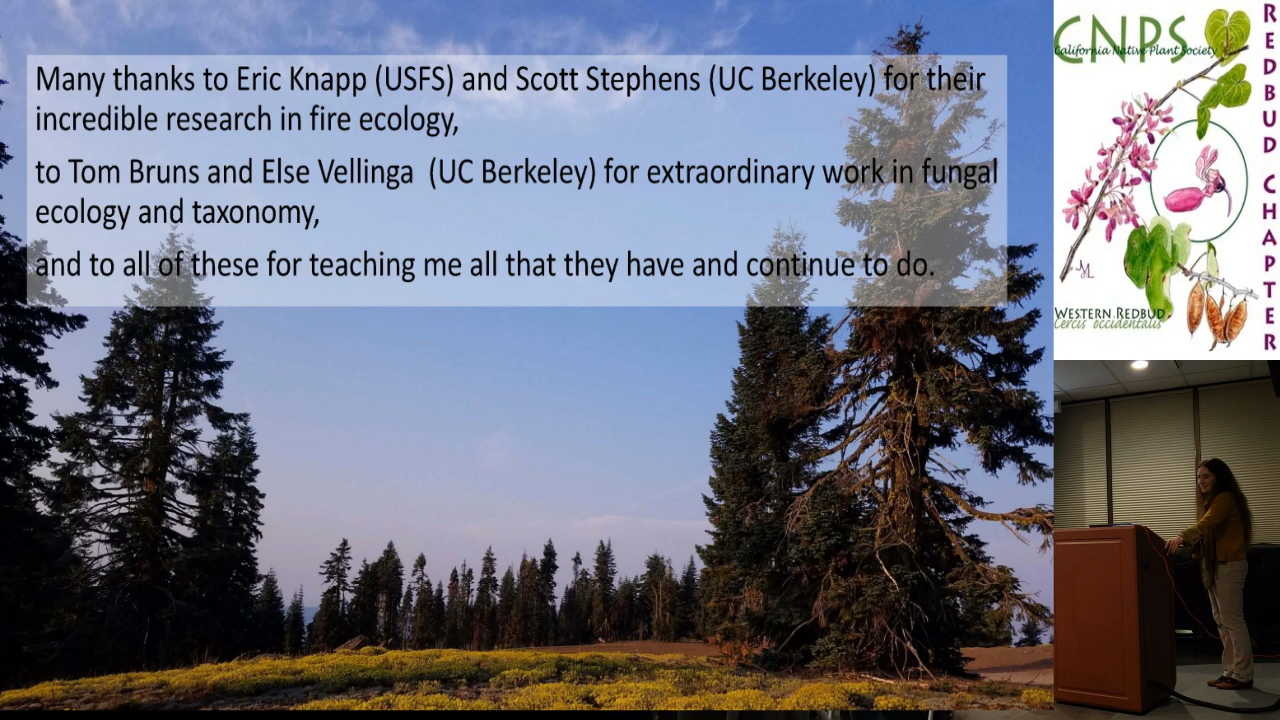 Many thanks to Eric Knapp (USFS) and Scott Stephens (UC Berkeley) for their
incredible research in fire ecology,
to Tom Bruns and Else Vellinga (UC Berkeley) for extraordinary work in fungal
ecology and taxonomy,
and to all of these for teaching me all that they have and continue to do.
CNPS
California Native Plant Society
REDBUD CHAPTER
JML
WESTERN REDBUD
Cercis occidentalis